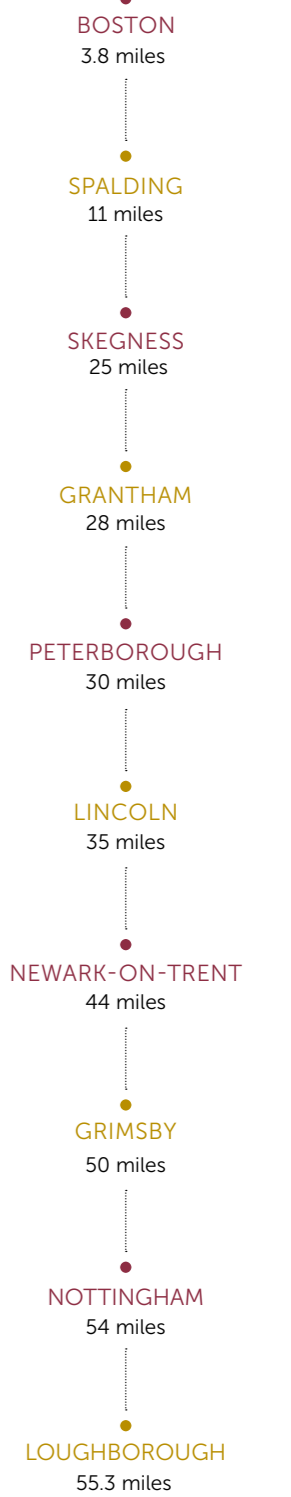 BOSTON
3.8 miles
SPALDING
11 miles
SKEGNESS
25 miles
GRANTHAM
28 miles
PETERBOROUGH
30 miles
LINCOLN
35 miles
NEWARK-ON-TRENT
44 miles
GRIMSBY
50 miles
NOTTINGHAM
54 miles
LOUGHBOROUGH
55.3 miles